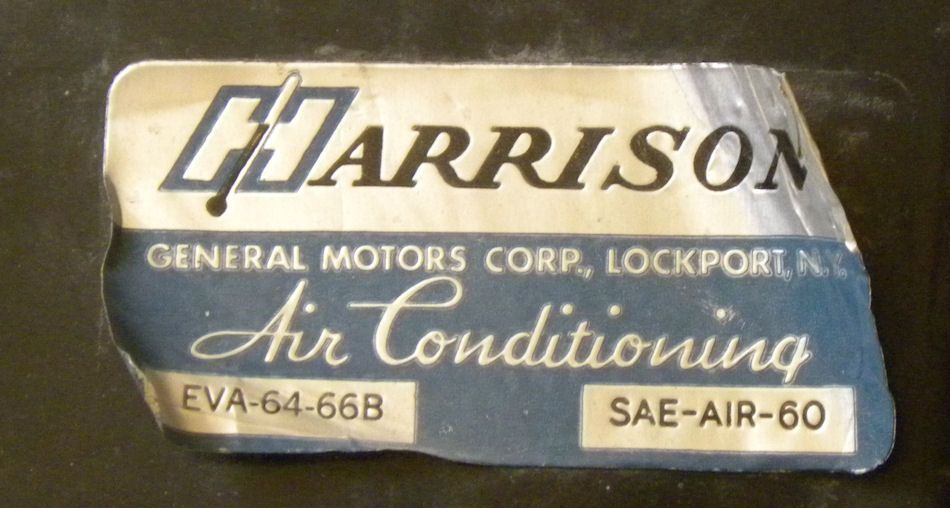 HARRISON
GENERAL MOTORS CORP., LOCKPORT, N.Y.
Air Conditioning
EVA-64-66B
SAE-AIR-60